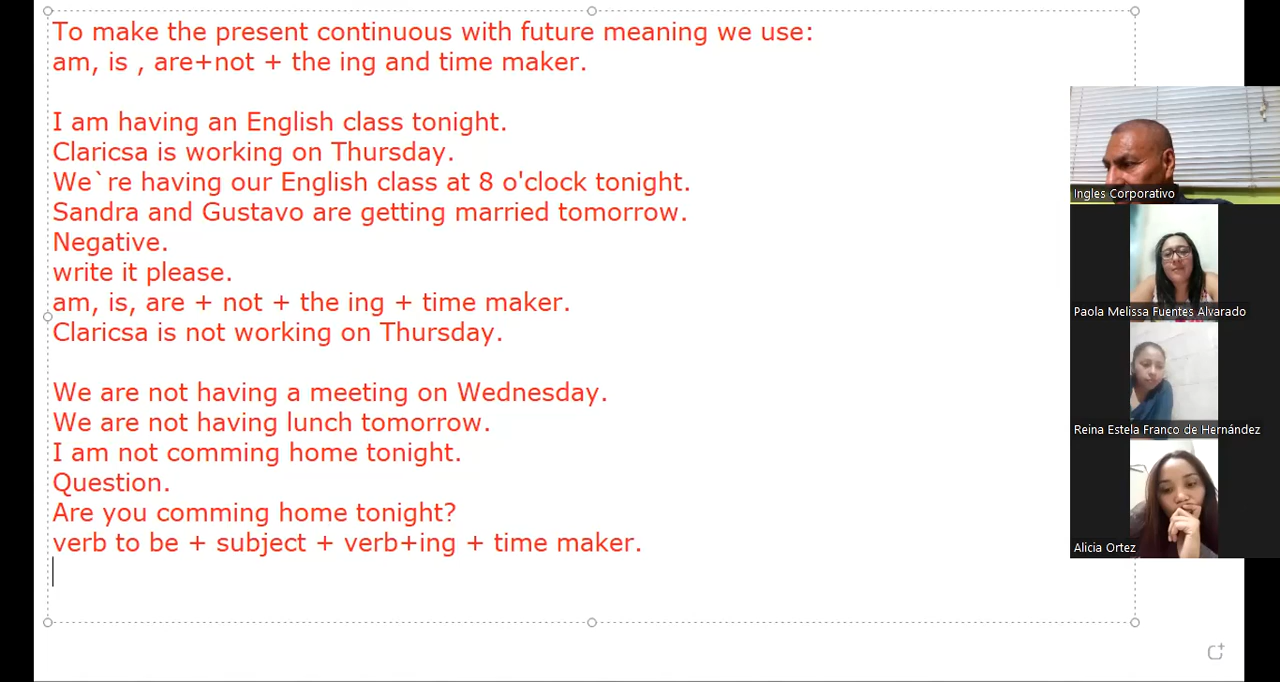 To make the present continuous with future meaning we use:
am, is , are+not + the ing and time maker.
I am having an English class tonight.
Claricsa is working on Thursday.
We`re having our English class at 8 o'clock tonight.
Sandra and Gustavo are getting married tomorrow.
Negative.
write it please.
am, is, are + not + the ing + time maker.
Claricsa is not working on Thursday.
We are not having a meeting on Wednesday.
We are not having lunch tomorrow.
I am not comming home tonight.
Question.
Are you comming home tonight?
verb to be + subject + verb+ing + time maker.
Ingles Corporativo
Paola Melissa Fuentes Alvarado
Reina Estela Franco de Hernández
Alicia Ortez